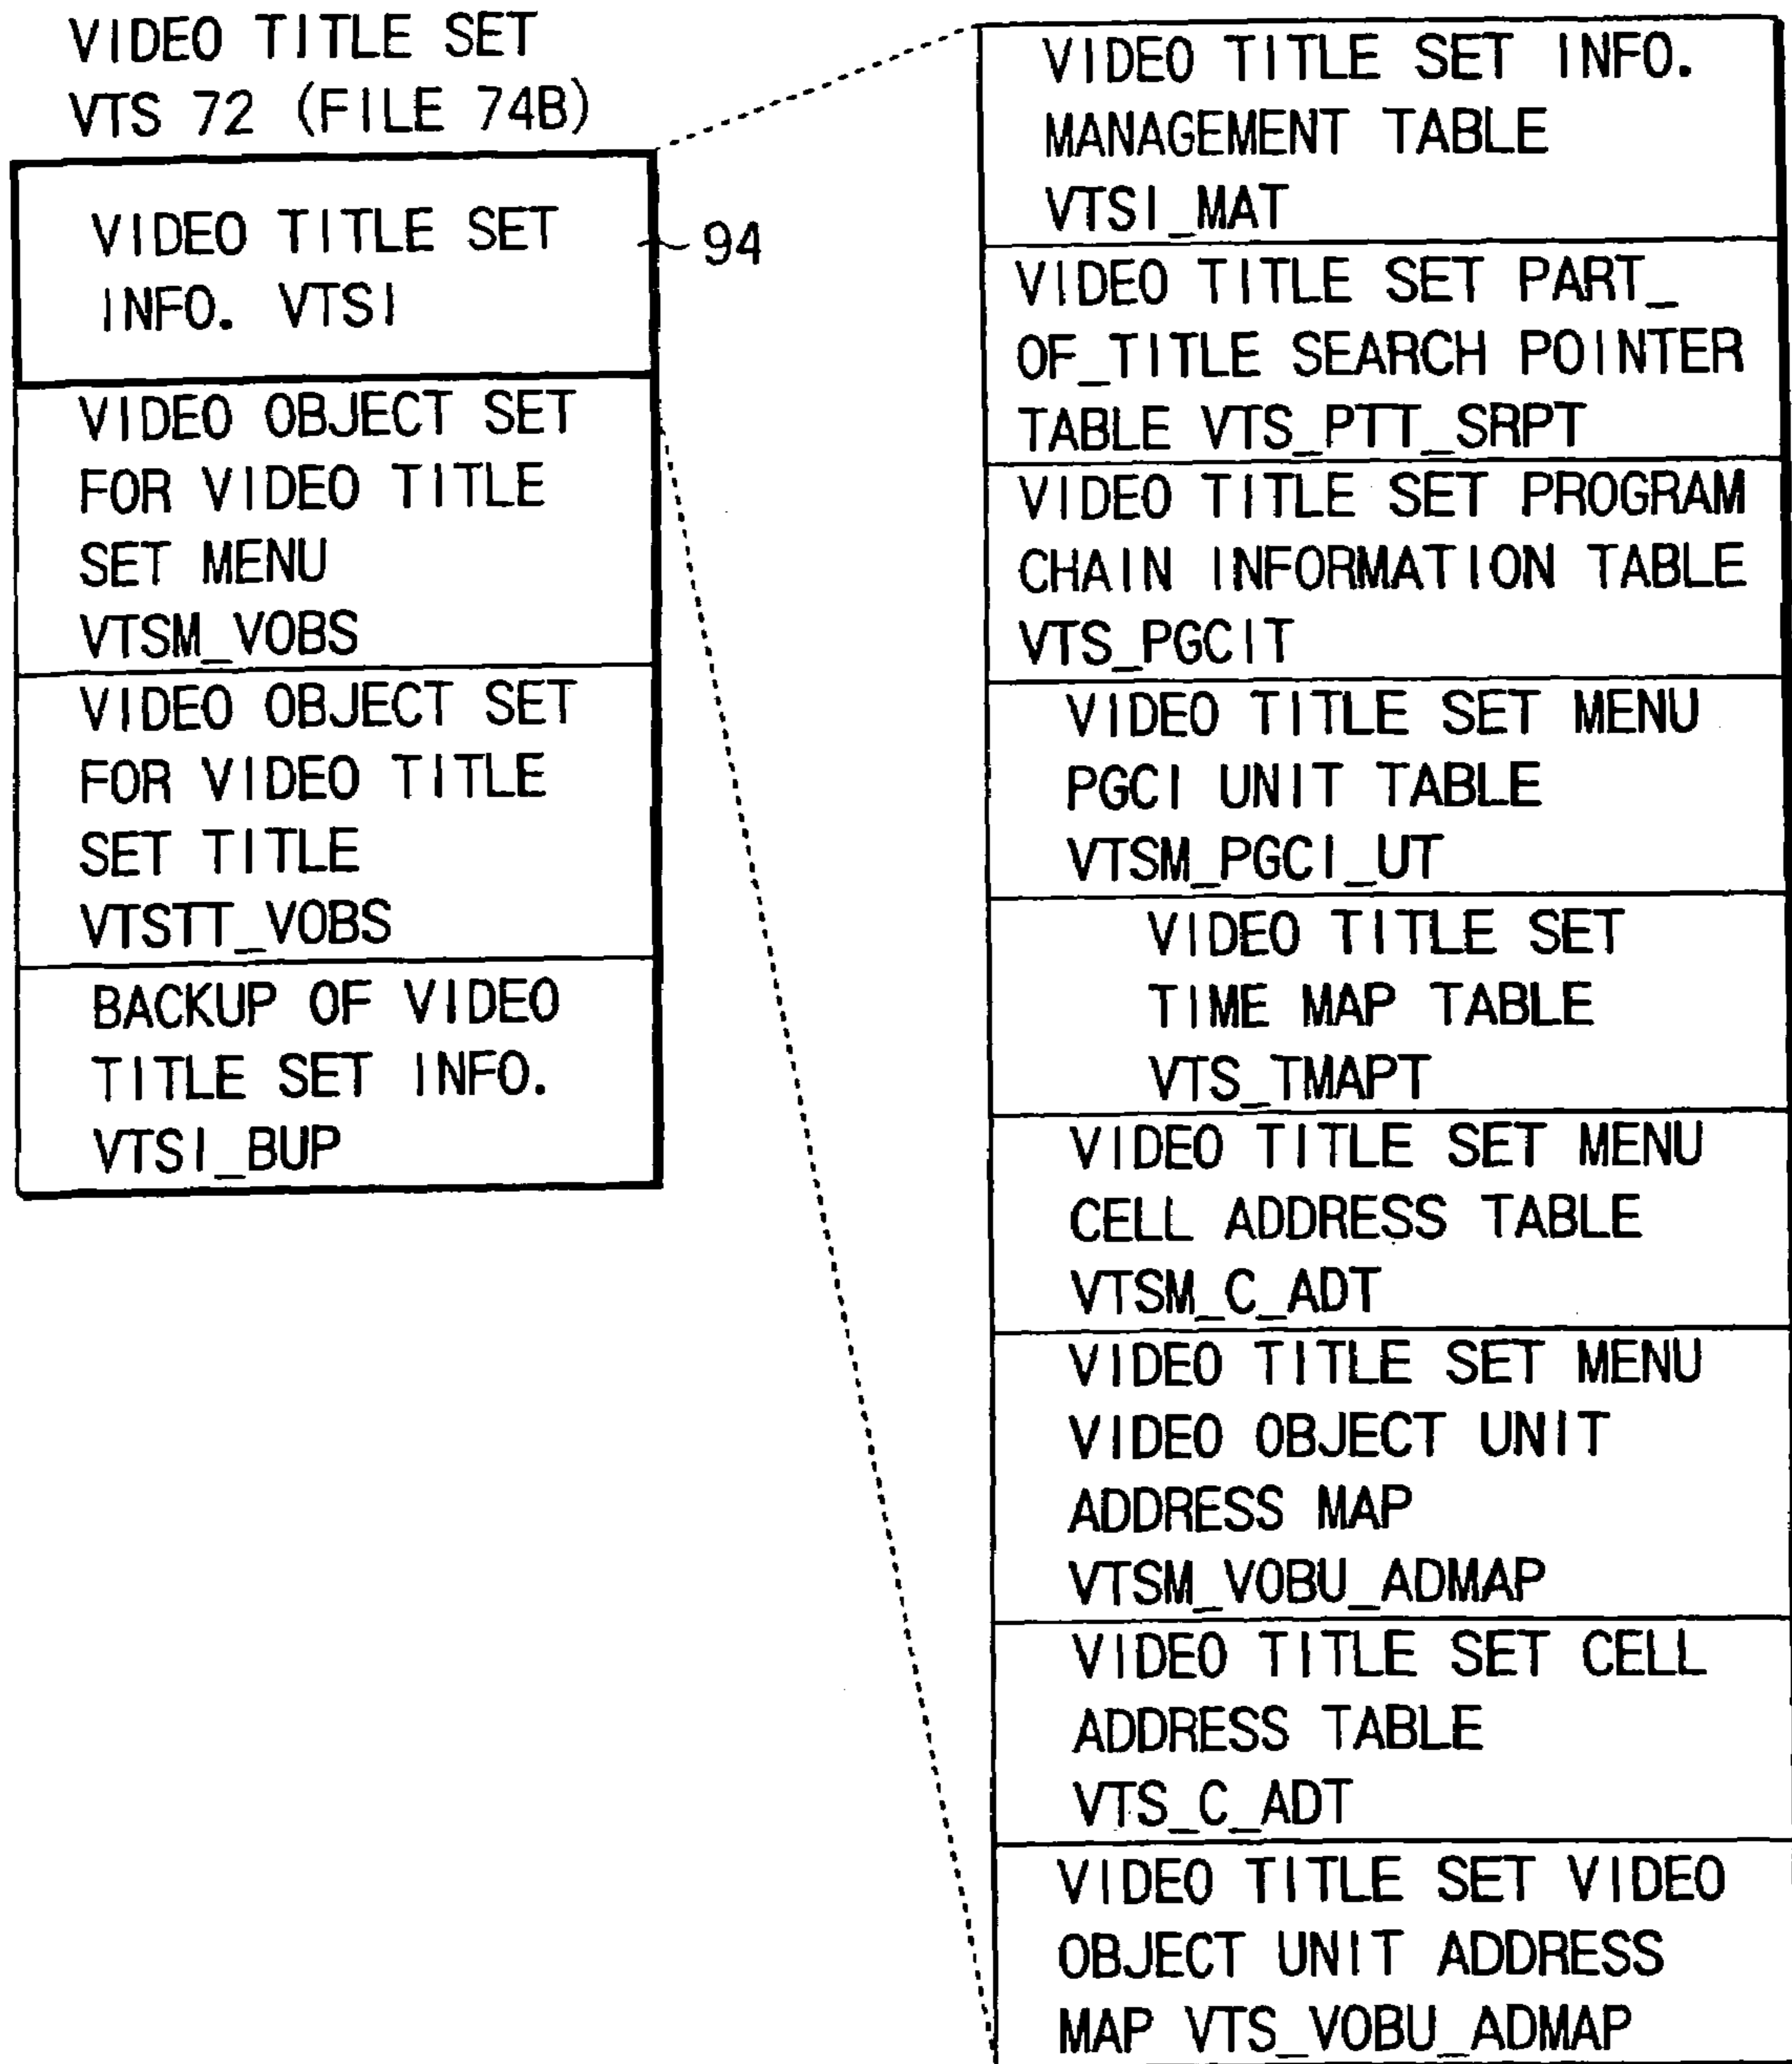 VIDEO TITLE SET
VTS 72 (FILE 74B)
VIDEO TITLE SET
INFO. VTSI
94
VIDEO OBJECT SET
FOR VIDEO TITLE
SET MENU
VTSM_VOBS
VIDEO OBJECT SET
FOR VIDEO TITLE
SET TITLE
VTSTT_VOBS
BACKUP OF VIDEO
TITLE SET INFO.
VTSI_BUP
VIDEO TITLE SET INFO.
MANAGEMENT TABLE
VTSI_MAT
VIDEO TITLE SET PART_
OF_TITLE SEARCH POINTER
TABLE VTS_PTT_SRPT
VIDEO TITLE SET PROGRAM
CHAIN INFORMATION TABLE
VTS_PGCIT
VIDEO TITLE SET MENU
PGCI UNIT TABLE
VTSM_PGCI_UT
VIDEO TITLE SET
TIME MAP TABLE
VTS_TMAPT
VIDEO TITLE SET MENU
CELL ADDRESS TABLE
VTSM_C_ADT
VIDEO TITLE SET MENU
VIDEO OBJECT UNIT
ADDRESS MAP
VTSM_VOBU_ADMAP
VIDEO TITLE SET CELL
ADDRESS TABLE
VTS_C_ADT
VIDEO TITLE SET VIDEO
OBJECT UNIT ADDRESS
MAP VTS_VOBU_ADMAP